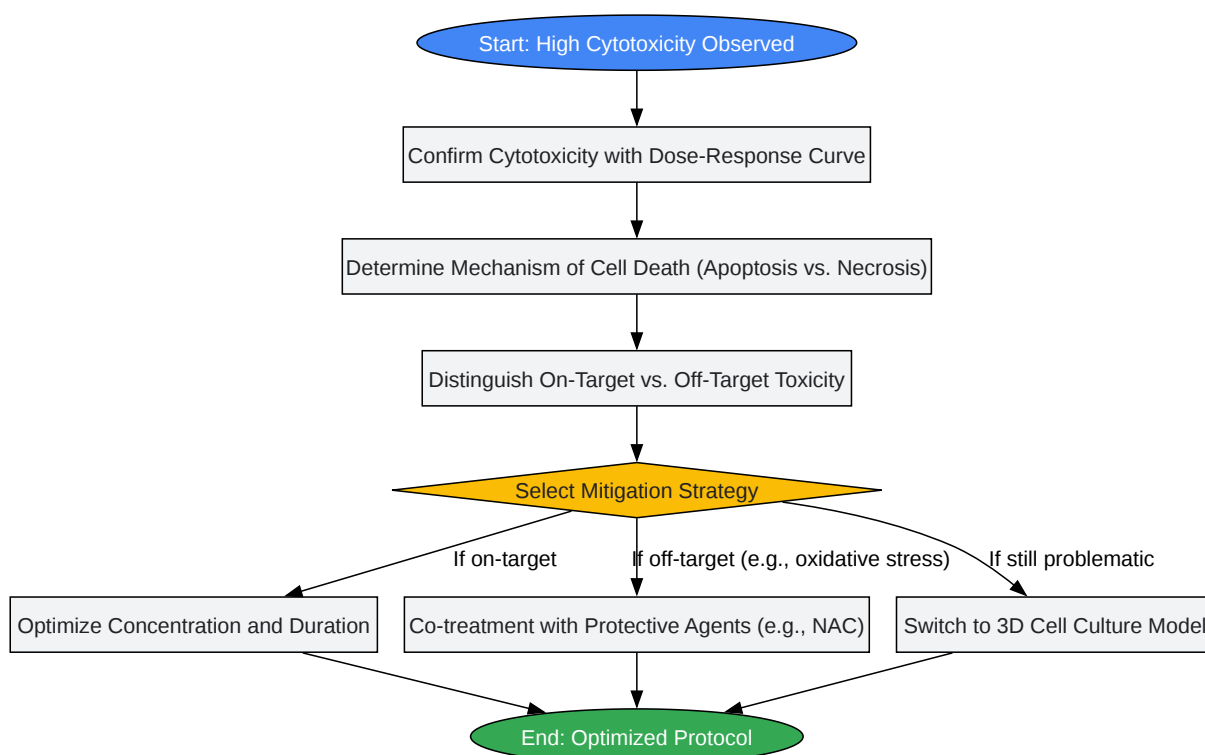 Start: High Cytotoxicity Observed
Confirm Cytotoxicity with Dose-Response Curve
Determine Mechanism of Cell Death (Apoptosis vs. Necrosis)
Distinguish On-Target vs. Off-Target Toxicity
Select Mitigation Strategy
If on-target
If off-target (e.g., oxidative stress)
If still problematic
Optimize Concentration and Duration
Co-treatment with Protective Agents (e.g., NAC)
Switch to 3D Cell Culture Model
End: Optimized Protocol